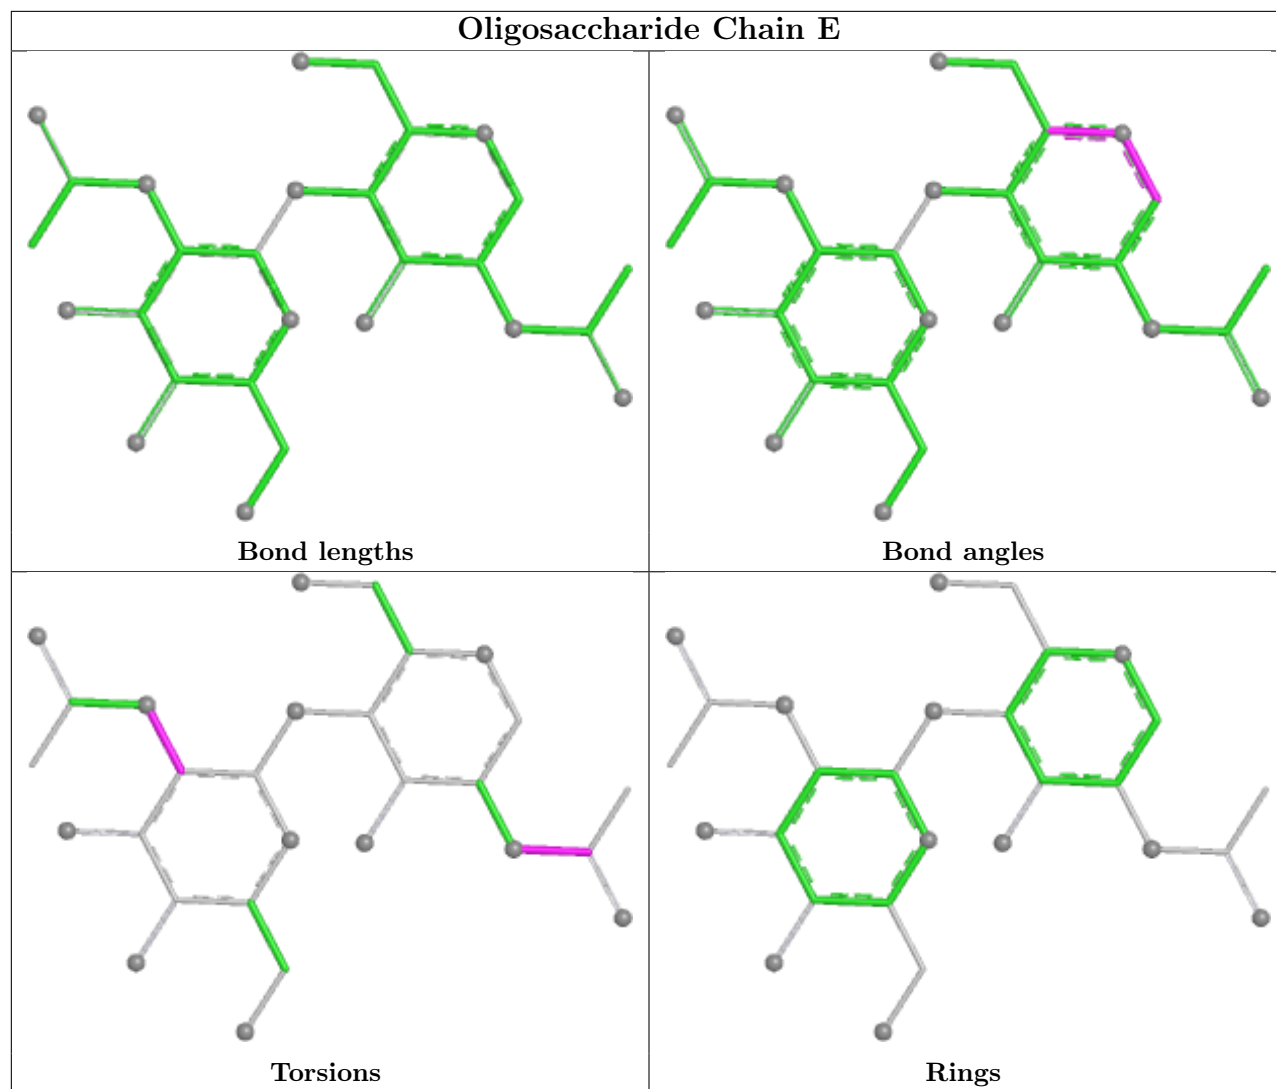 Oligosaccharide Chain E
Bond lengths
Bond angles
Torsions
Rings